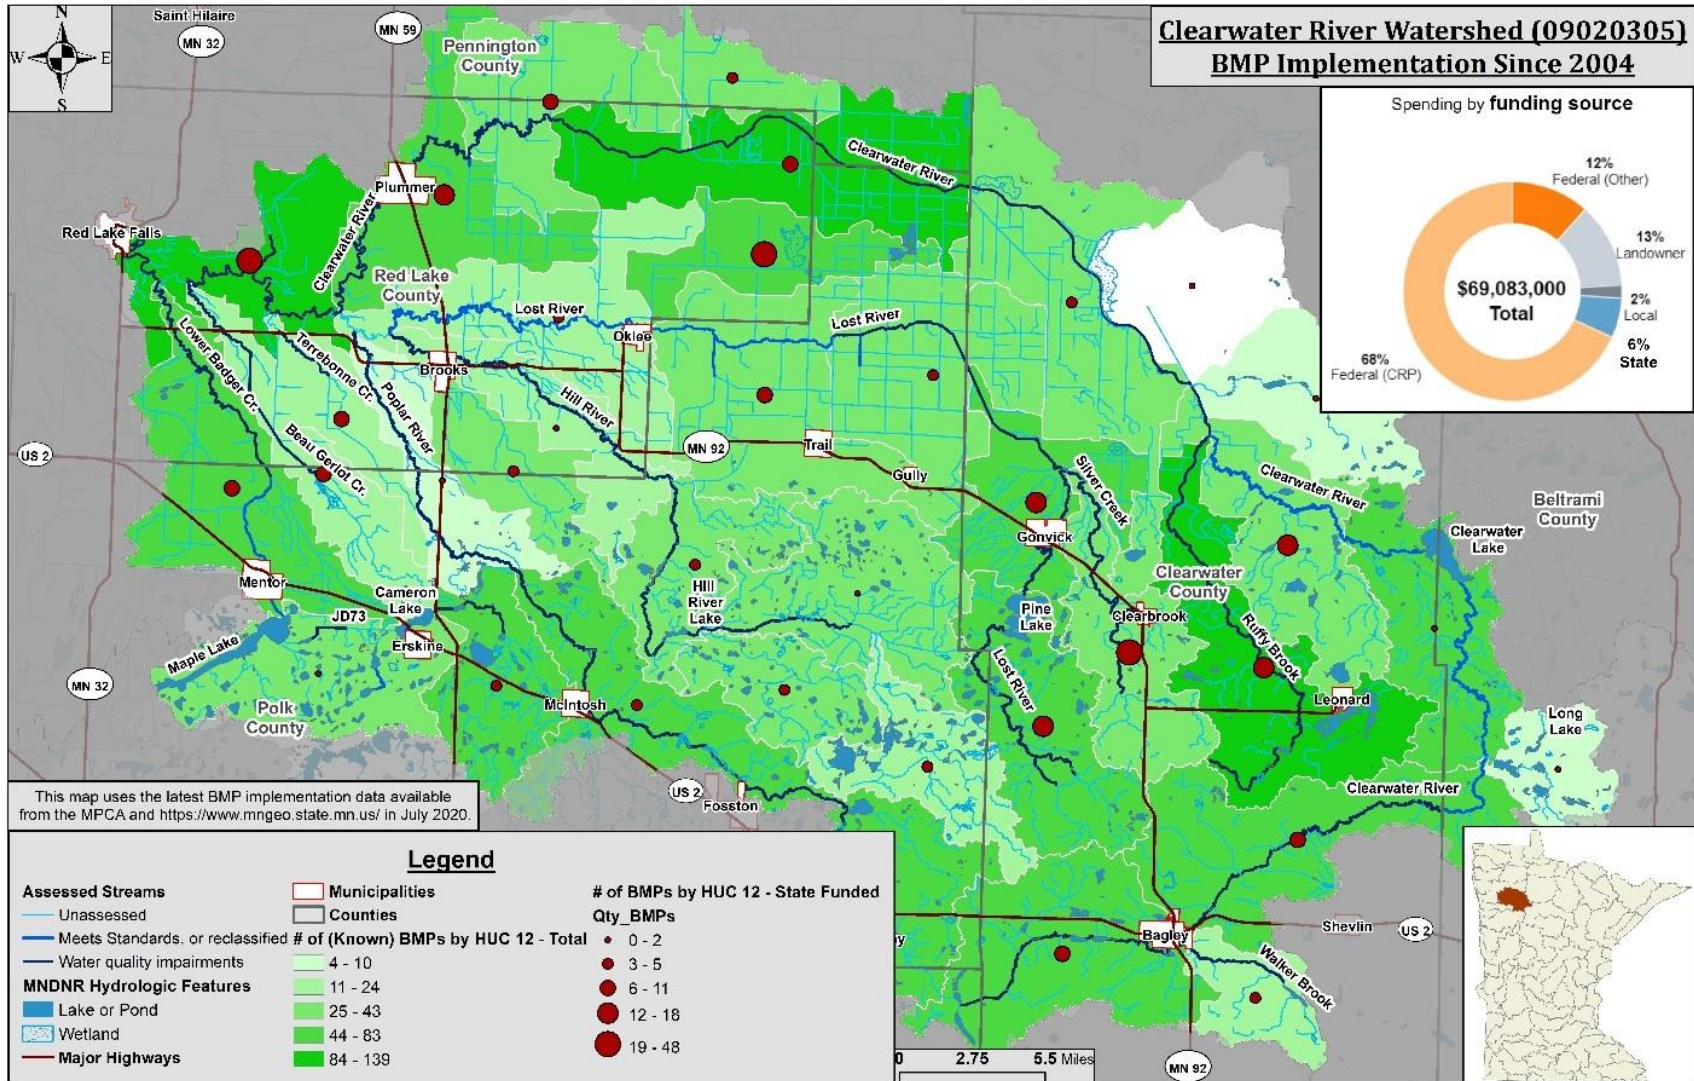 Clearwater River Watershed (09020305)
BMP Implementation Since 2004
N
W
E
S
Saint Hilaire
MN 32
MN 59
Pennington
County
Spending by funding source
12%
Federal (Other)
13%
Landowner
2%
Local
6%
State
68%
Federal (CRP)
$69,083,000
Total
Clearwater River
Plummer
Red Lake Falls
Clearwater River
Red Lake
County
Lost River
Lost River
Oklee
Lower Badger Cr.
Terrebonne Cr.
Brooks
Poplar River
Hill River
Beau Gerlot Cr.
US 2
MN 92
Trail
Gully
Silver Creek
Clearwater River
Beltrami
County
Clearwater
Lake
Gonvick
Clearwater
County
Mentor
Cameron
Lake
JD73
Hill
River
Lake
Pine
Lake
Clearbrook
Ruffy Brook
Erskine
Maple Lake
Lost River
MN 32
Polk
County
McIntosh
Leonard
Long
Lake
US 2
Fosston
Clearwater River
This map uses the latest BMP implementation data available
from the MPCA and https://www.mngeo.state.mn.us/ in July 2020.
Bagley
Shevlin
US 2
Walker Brook
MN 92
Legend
Assessed Streams
Unassessed
Meets Standards, or reclassified
Water quality impairments
MNDNR Hydrologic Features
Lake or Pond
Wetland
Major Highways
Municipalities
Counties
# of (Known) BMPs by HUC 12 - Total
4 - 10
11 - 24
25 - 43
44 - 83
84 - 139
# of BMPs by HUC 12 - State Funded
Qty_BMPs
0 - 2
3 - 5
6 - 11
12 - 18
19 - 48
0
2.75
5.5 Miles